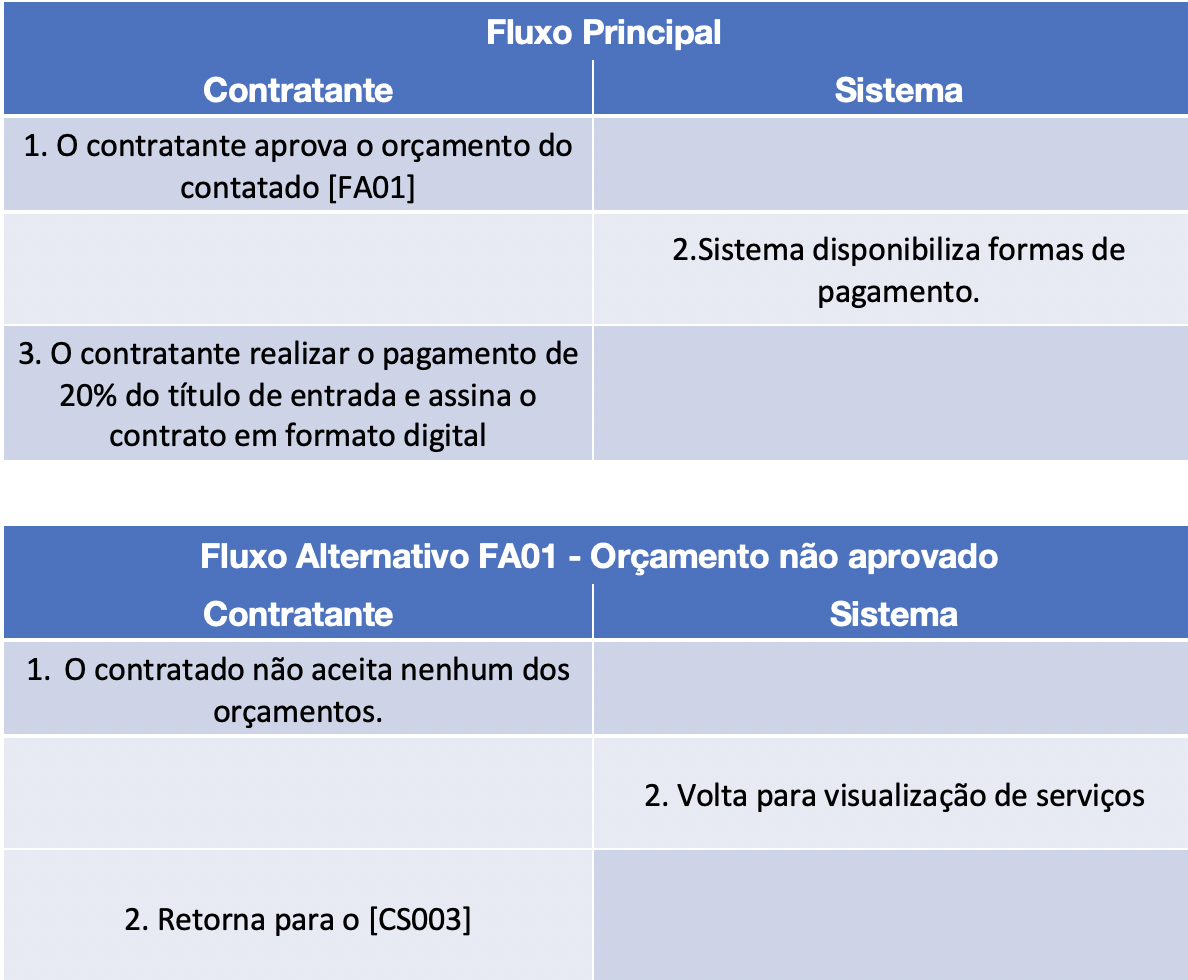 Fluxo Principal
Contratante
Sistema
1. O contratante aprova o orçamento do
contatado [FA01]
2.Sistema disponibiliza formas de
pagamento.
3. O contratante realizar o pagamento de
20% do título de entrada e assina o
contrato em formato digital
Fluxo Alternativo FA01 - Orçamento não aprovado
Contratante
Sistema
1. O contratado não aceita nenhum dos
orçamentos.
2. Volta para visualização de serviços
2. Retorna para o [CS003]